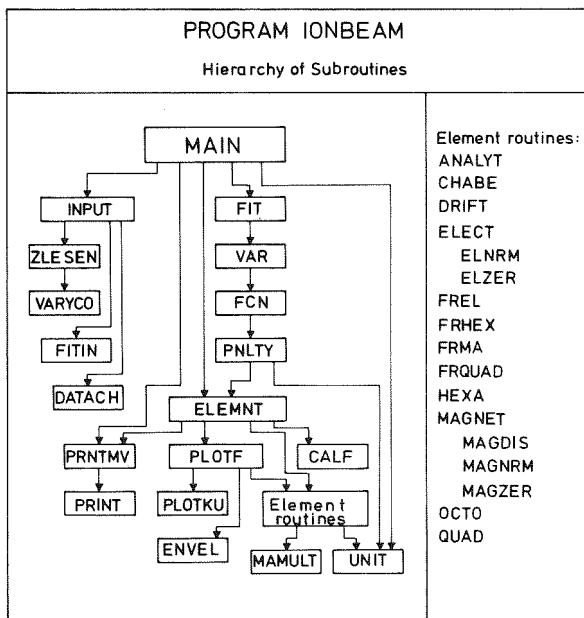 PROGRAM IONBEAM
Hierarchy of Subroutines
MAIN
INPUT
FIT
ZLESEN
VAR
VARYCO
FCN
FITIN
PNLTY
DATACH
ELEMNT
PRNTMV
PLOTF
CALF
PRINT
PLOTKU
Element
routines
ENVEL
MAMULT
UNIT
Element routines:
ANALYT
CHABE
DRIFT
ELECT
ELNRM
ELZER
FREL
FRHEX
FRMA
FRQUAD
HEXA
MAGNET
MAGDIS
MAGNRM
MAGZER
OCTO
QUAD